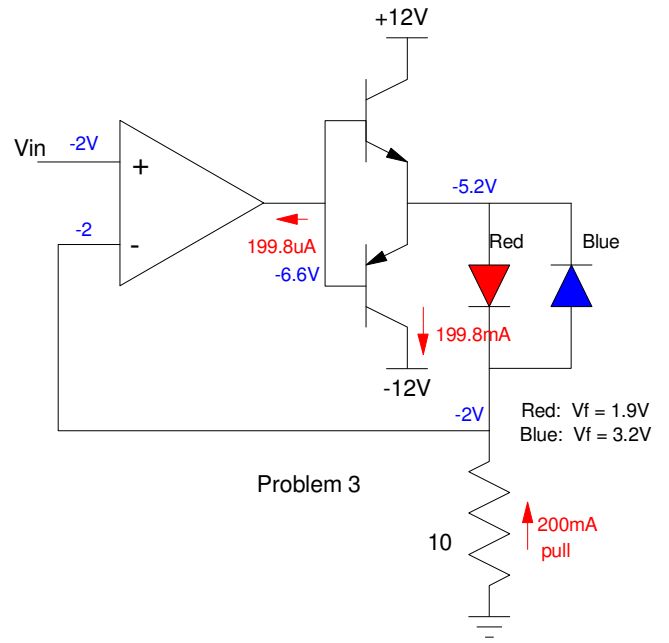 +12V
Vin
-2V
+
-2
-
199.8uA
-6.6V
-5.2V
Red
Blue
199.8mA
-12V
-2V
Red: Vf = 1.9V
Blue: Vf = 3.2V
Problem 3
10
200mA
pull